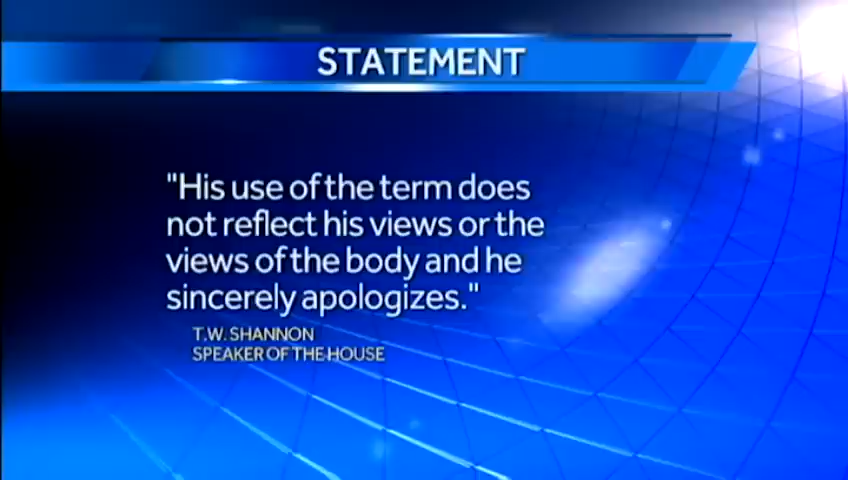 STATEMENT
"His use of the term does
not reflect his views or the
views of the body and he
sincerely apologizes."
T.W. SHANNON
SPEAKER OF THE HOUSE